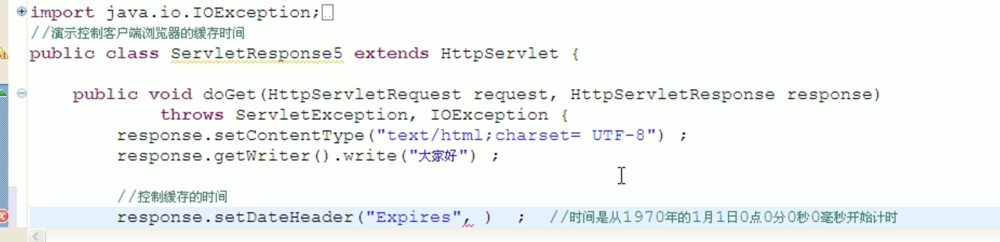 import java.io.IOException;
//演示控制客户端浏览器的缓存时间
public class ServletResponse5 extends HttpServlet {
public void doGet(HttpServletRequest request, HttpServletResponse response)
throws ServletException, IOException {
response.setContentType("text/html;charset= UTF-8") ;
response.getWriter().write("大家好") ;
//控制缓存的时间
response.setDateHeader("Expires", ) ; //时间是从1970年的1月1日0点0分0秒0毫秒开始计时